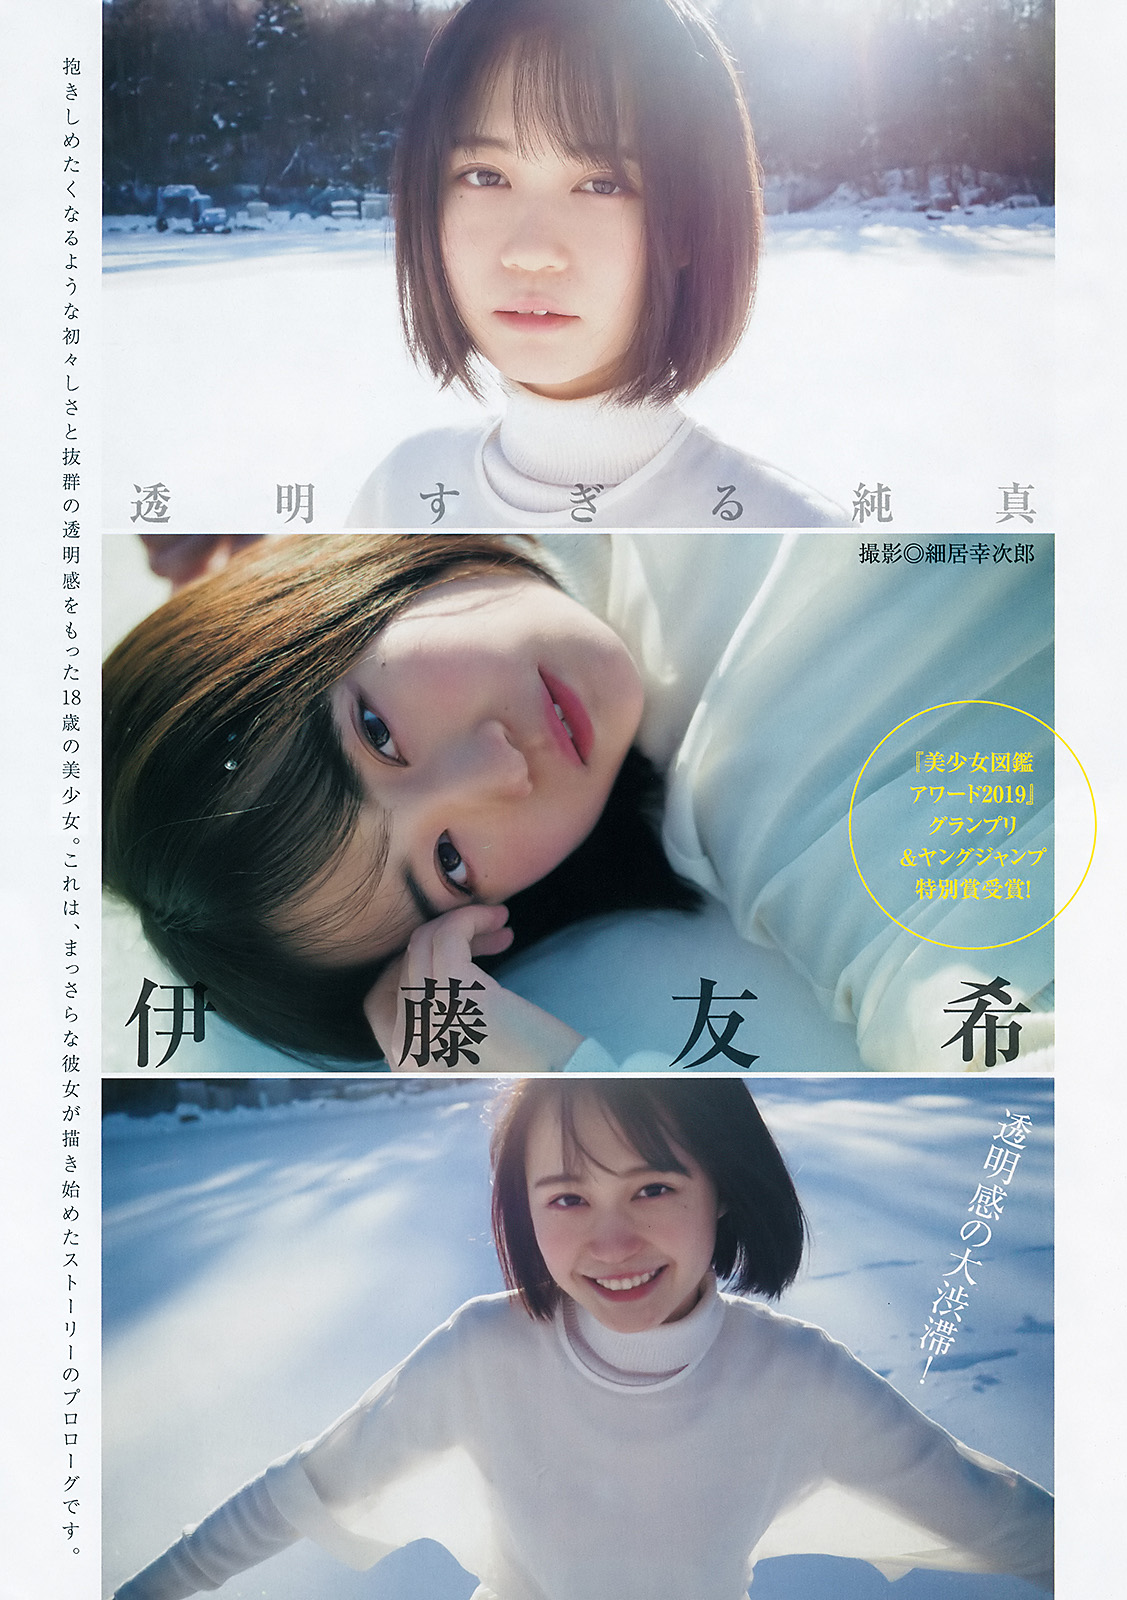 透明すぎる純真
撮影◎細居幸次郎
『美少女図鑑
アワード2019』
グランプリ
&ヤングジャンプ
特別賞受賞!
伊藤友希
透明感の大渋滞!
抱きしめたくなるような初々しさと抜群の透明感をもった18歳の美少女。これは、まっさらな彼女が描き始めたストーリーのプロローグです。